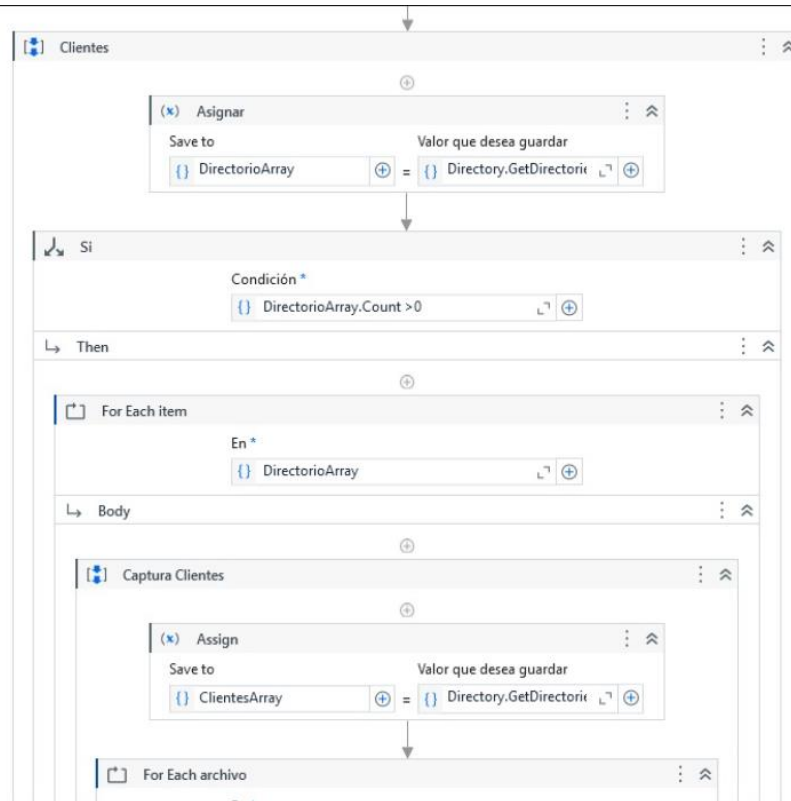 Clientes
Asignar
Save to Valor que desea guardar
DirectorioArray = Directory.GetDirectorie
Si
Condición *
DirectorioArray.Count >0
Then
For Each item
En *
DirectorioArray
Body
Captura Clientes
Assign
Save to Valor que desea guardar
ClientesArray = Directory.GetDirectorie
For Each archivo